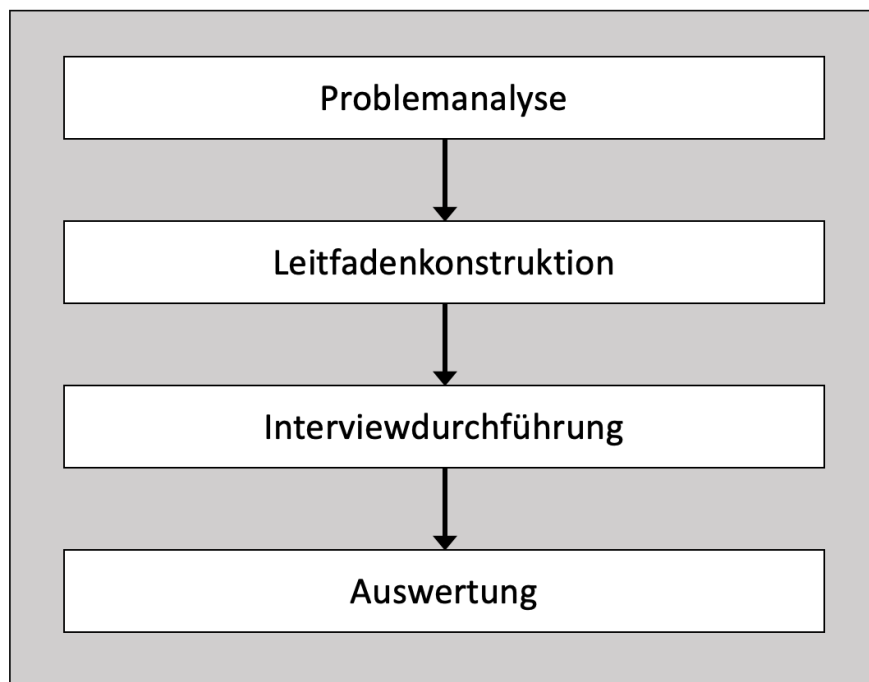 Problemanalyse
Leitfadenkonstruktion
Interviewdurchführung
Auswertung